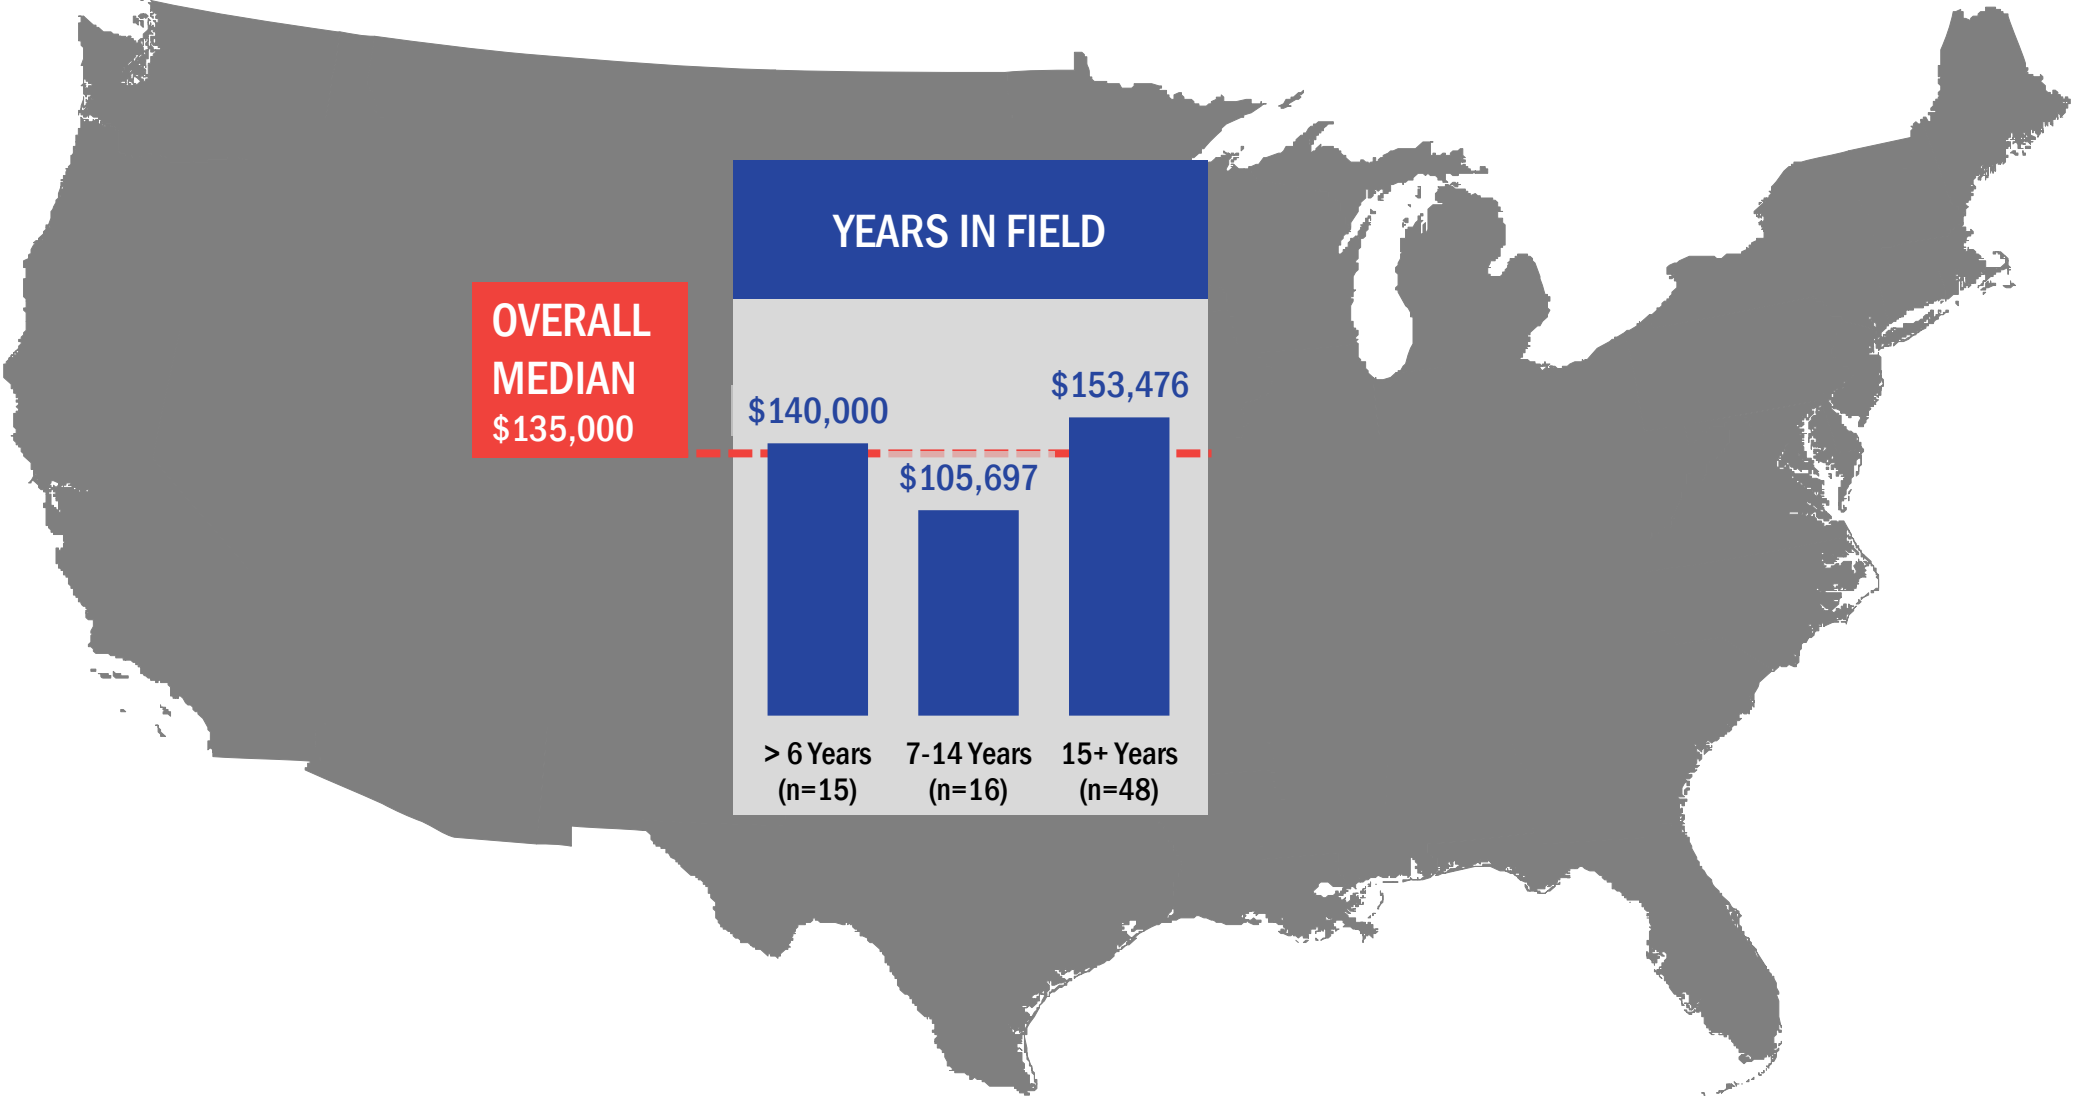 YEARS IN FIELD
OVERALL
MEDIAN
$135,000
$140,000
$105,697
$153,476
> 6 Years
(n=15)
7-14 Years
(n=16)
15+ Years
(n=48)